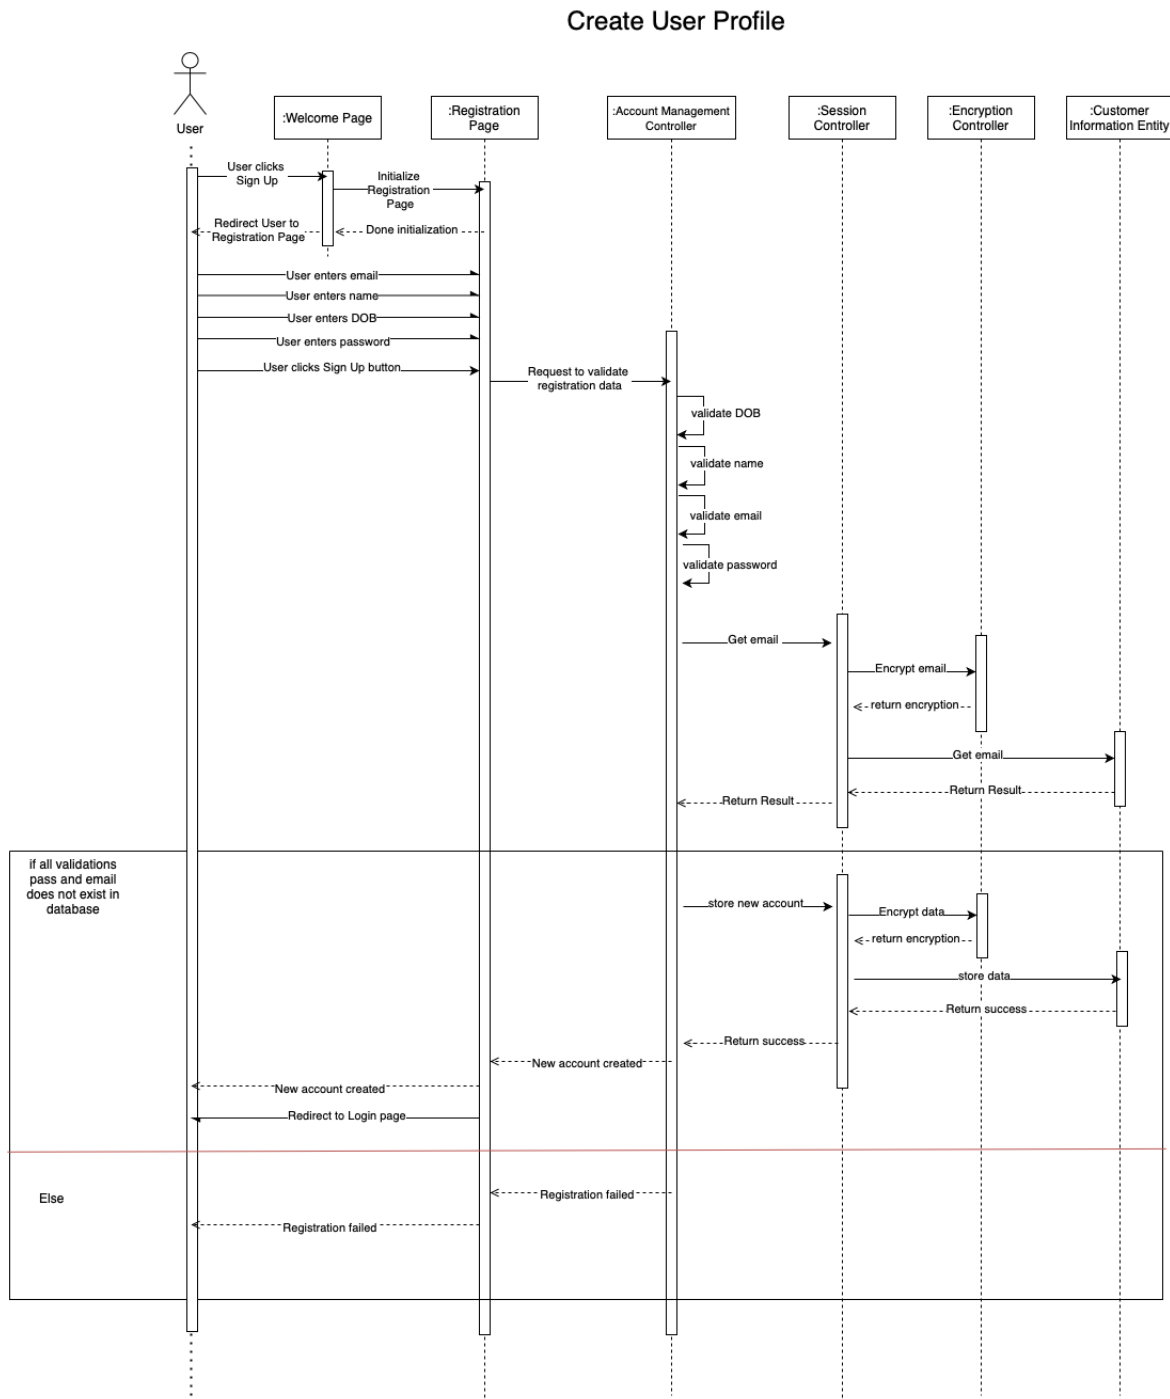 Create User Profile
User
:Welcome Page
:Registration
Page
:Account Management
Controller
:Session
Controller
:Encryption
Controller
:Customer
Information Entity
User clicks
Sign Up
Initialize
Registration
Page
Redirect User to
Registration Page
Done initialization
User enters email
User enters name
User enters DOB
User enters password
User clicks Sign Up button
Request to validate
registration data
validate DOB
validate name
validate email
validate password
Get email
Encrypt email
return encryption
Get email
Return Result
Return Result
if all validations
pass and email
does not exist in
database
store new account
Encrypt data
return encryption
store data
Return success
Return success
New account created
New account created
Redirect to Login page
Else
Registration failed
Registration failed